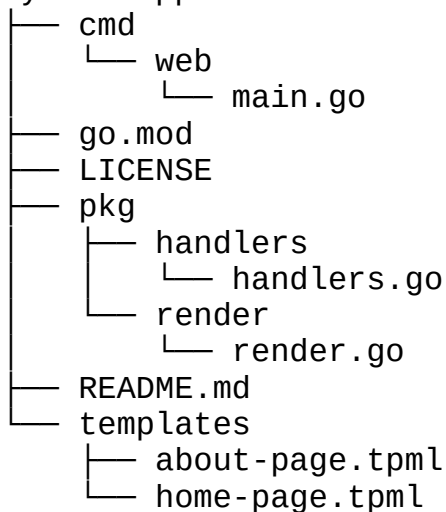 ├── cmd
│   └── web
│       └── main.go
├── go.mod
├── LICENSE
├── pkg
│   ├── handlers
│   │   └── handlers.go
│   └── render
│       └── render.go
├── README.md
└── templates
    ├── about-page.tpml
    └── home-page.tpml